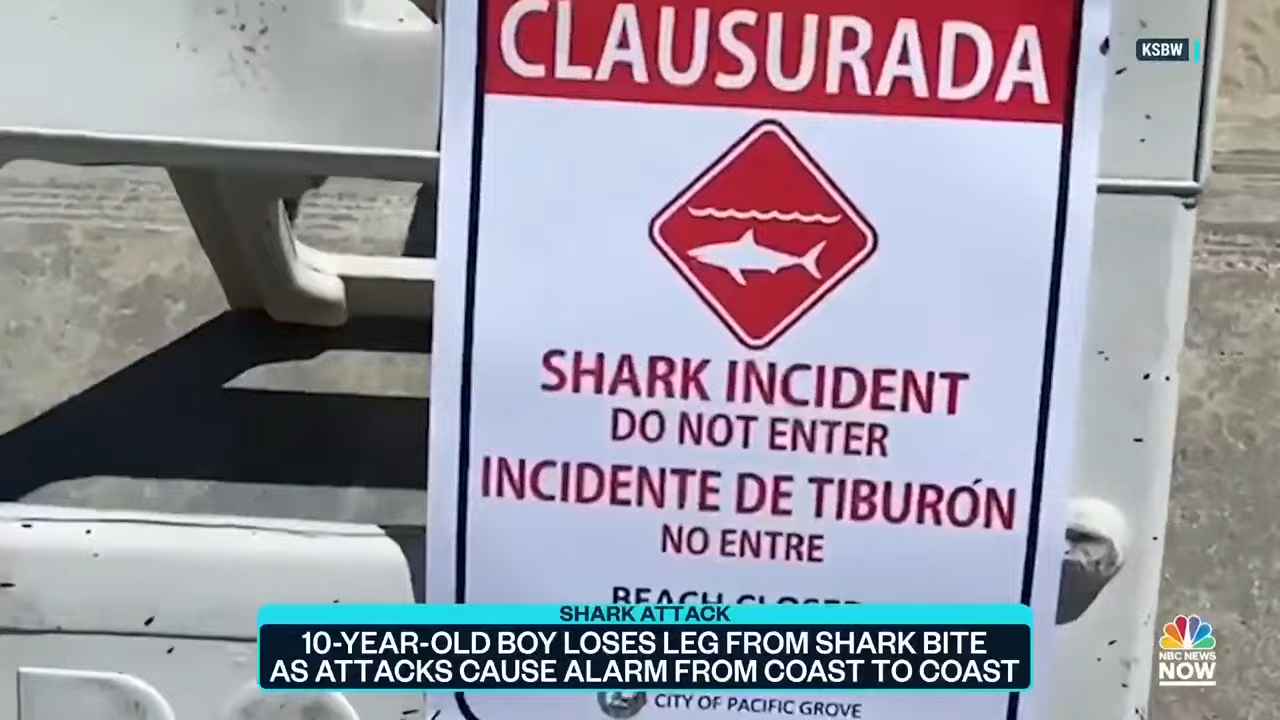 CLAUSURADA
KSBW
SHARK INCIDENT
DO NOT ENTER
INCIDENTE DE TIBURÓN
NO ENTRE
BEACH CLOSED
SHARK ATTACK
10-YEAR-OLD BOY LOSES LEG FROM SHARK BITE
AS ATTACKS CAUSE ALARM FROM COAST TO COAST
NBC NEWS
NOW
CITY OF PACIFIC GROVE